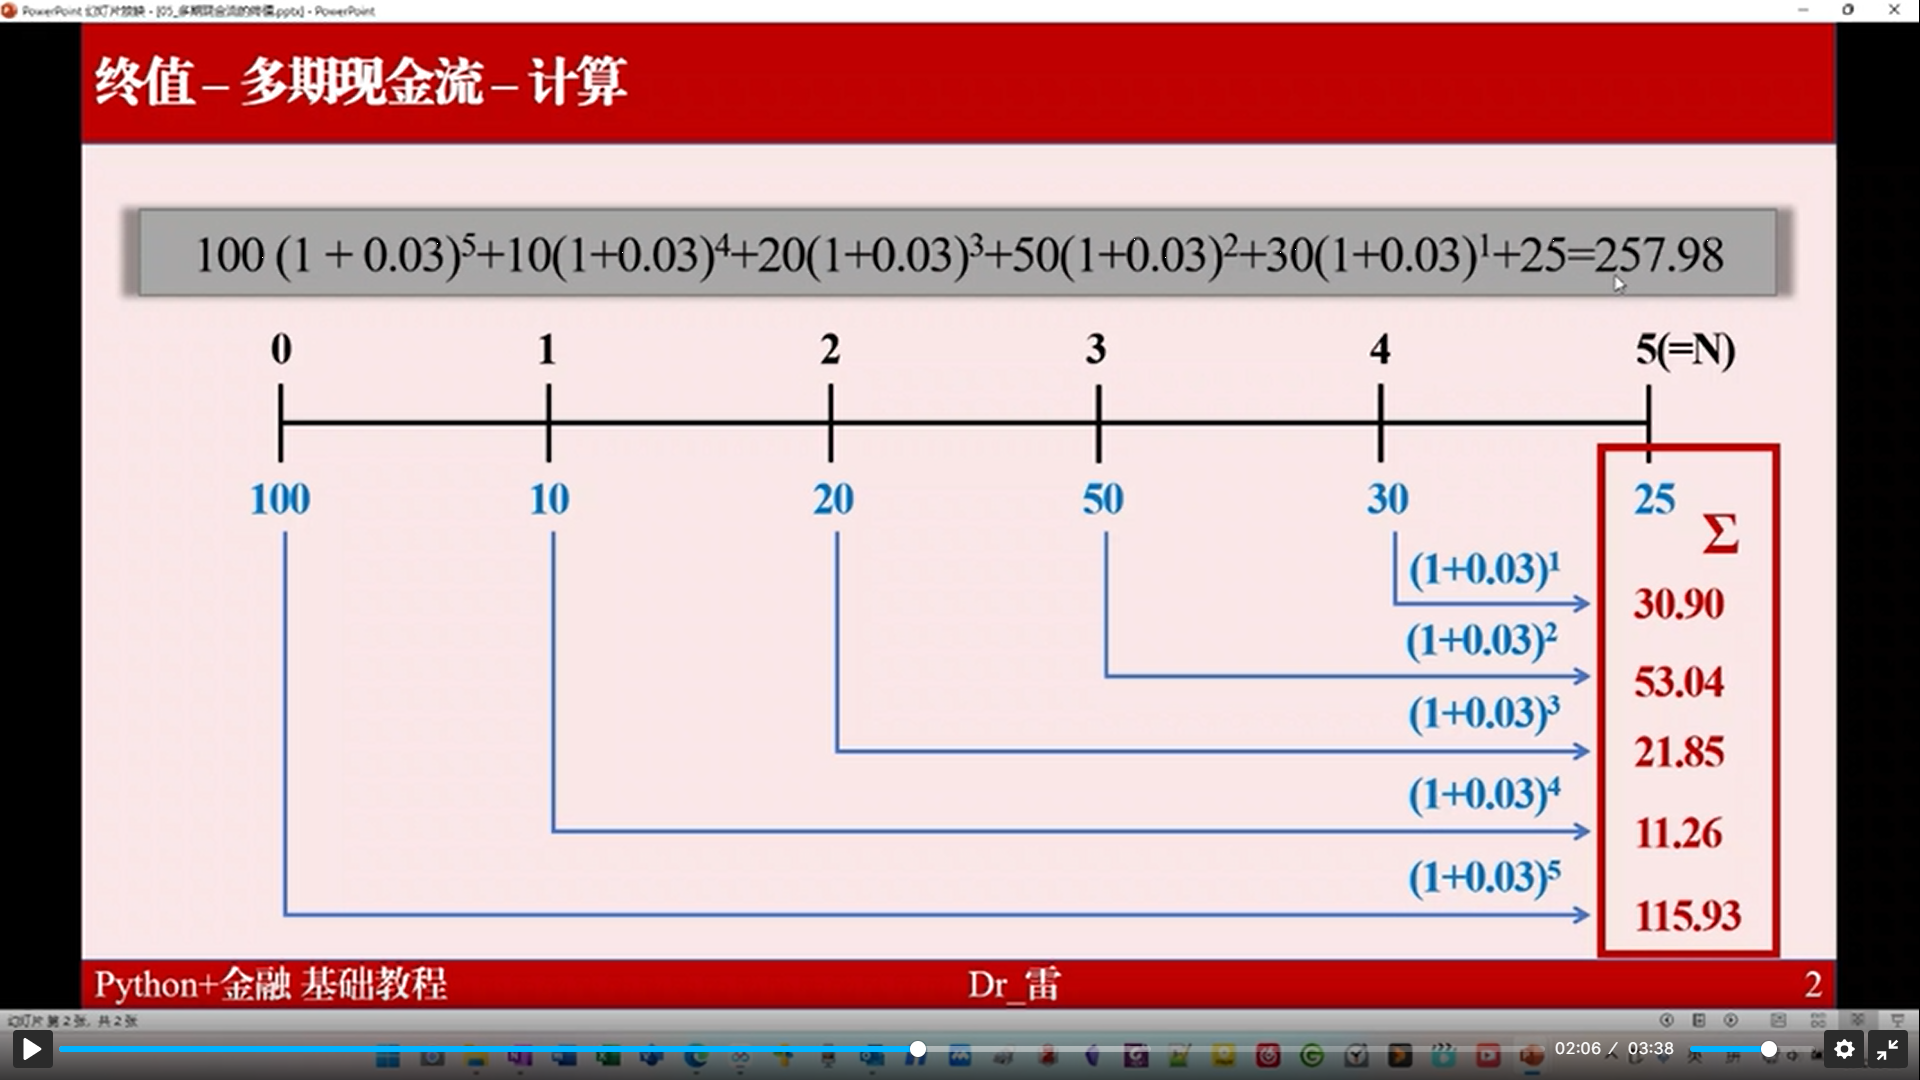 PowerPoint 幻灯片放映 - [05_多期现金流的终值.pptx] - PowerPoint
终值 – 多期现金流 – 计算
100 (1 + 0.03)⁵+10(1+0.03)⁴+20(1+0.03)³+50(1+0.03)²+30(1+0.03)¹+25=257.98
0 1 2 3 4 5(=N)
100 10 20 50 30 25
Σ
(1+0.03)¹
30.90
(1+0.03)²
53.04
(1+0.03)³
21.85
(1+0.03)⁴
11.26
(1+0.03)⁵
115.93
Python+金融 基础教程 Dr_雷 2
幻灯片 第 2 张, 共 2 张
02:06 / 03:38